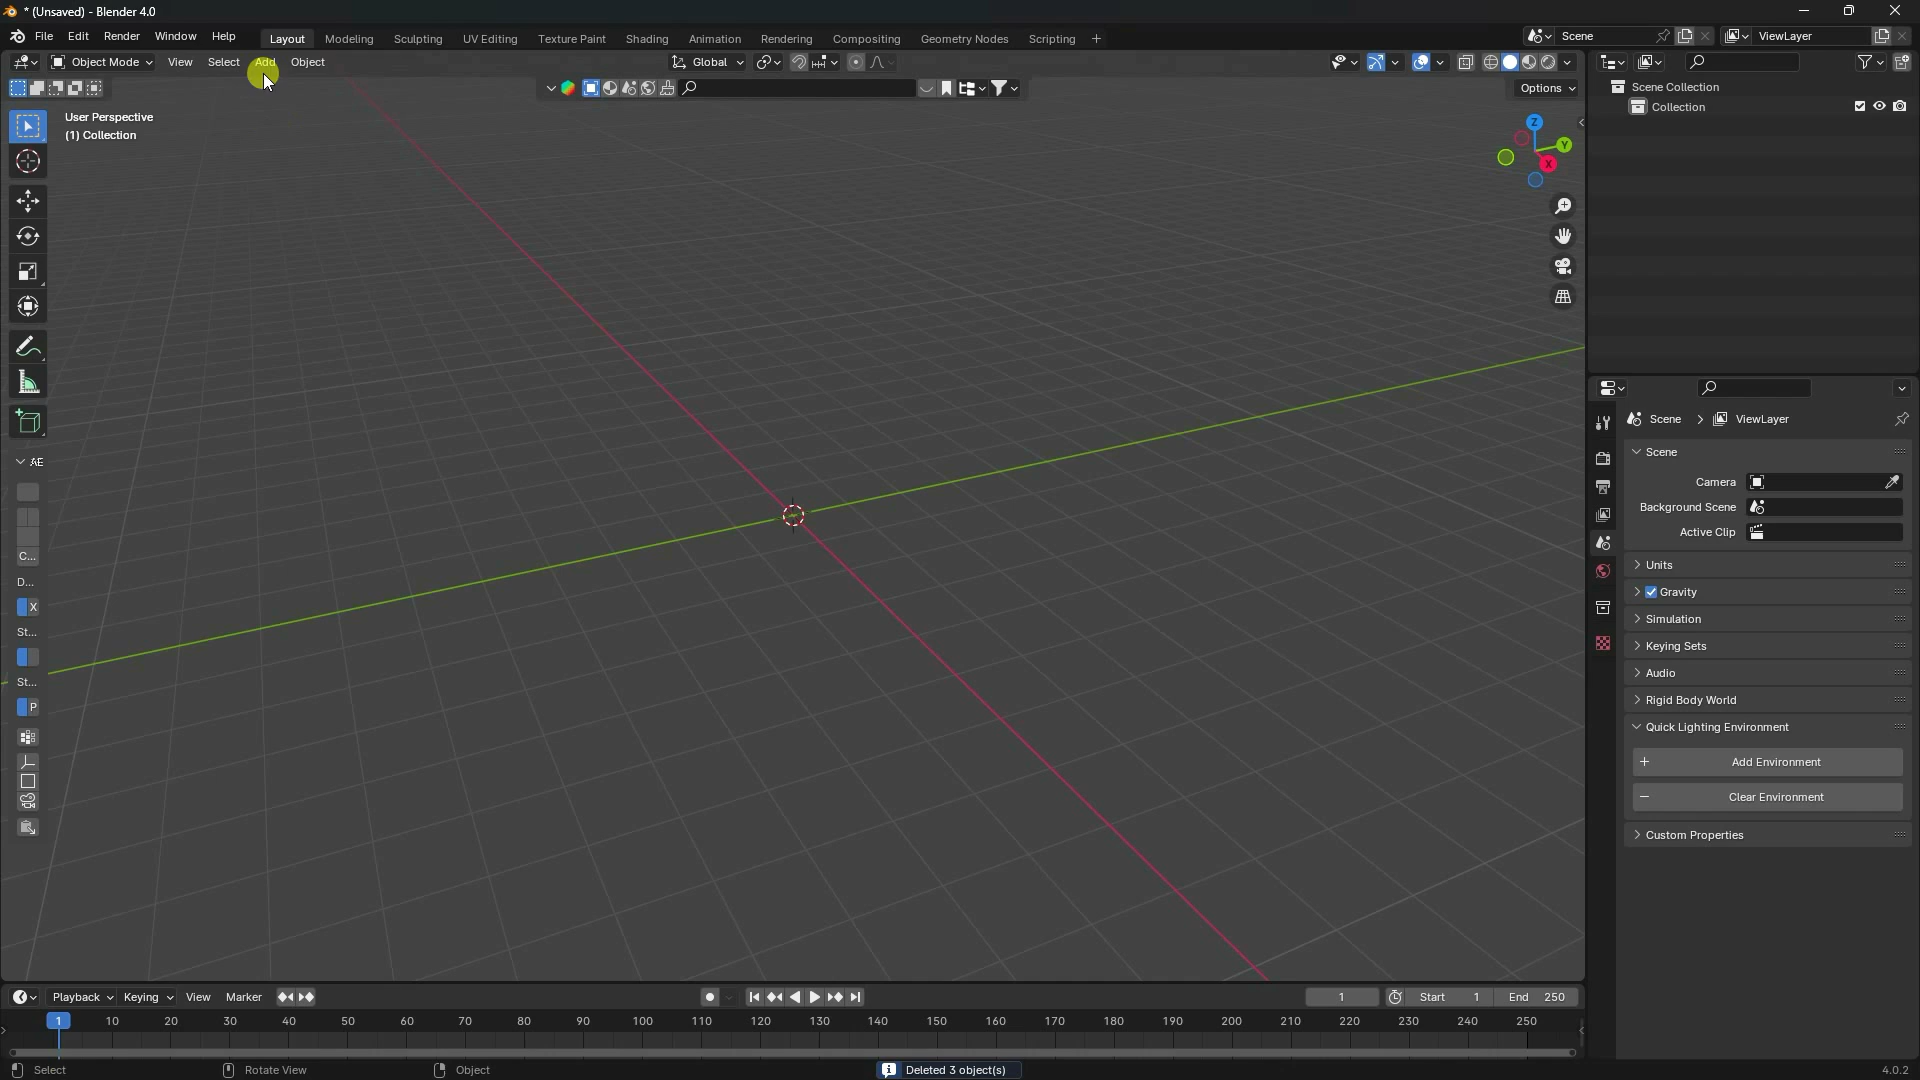 * (Unsaved) - Blender 4.0
File Edit Render Window Help Layout Modeling Sculpting UV Editing Texture Paint Shading Animation Rendering Compositing Geometry Nodes Scripting + Scene ViewLayer
Object Mode View Select Add Object Global
Options
User Perspective
(1) Collection
Z
Y
X
AE
C...
D...
X
St...
St...
P
Scene Collection
Collection
Scene > ViewLayer
Scene
Camera
Background Scene
Active Clip
Units
Gravity
Simulation
Keying Sets
Audio
Rigid Body World
Quick Lighting Environment
Add Environment
Clear Environment
Custom Properties
Playback Keying View Marker 1 Start 1 End 250
1 10 20 30 40 50 60 70 80 90 100 110 120 130 140 150 160 170 180 190 200 210 220 230 240 250
Select Rotate View Object Deleted 3 object(s) 4.0.2